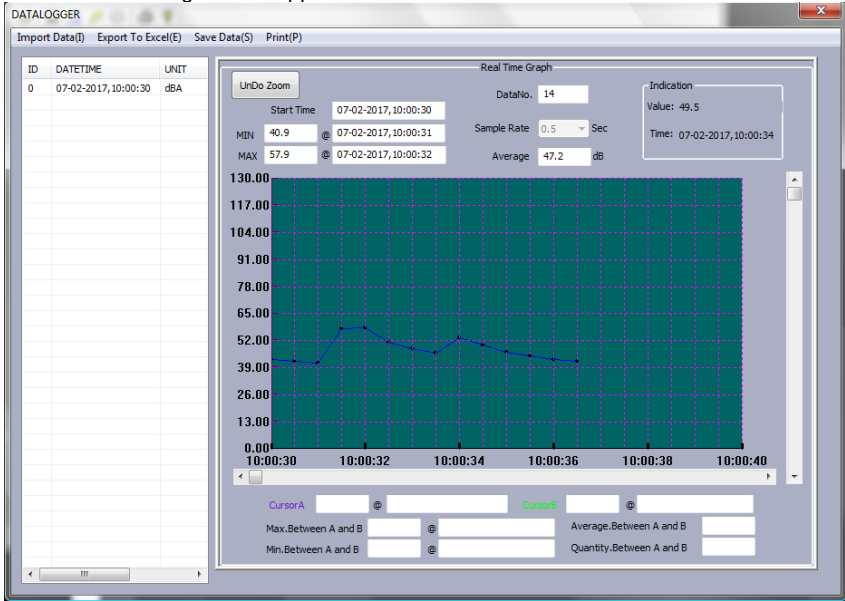 DATALOGGER
Import Data(I) Export To Excel(E) Save Data(S) Print(P)
ID DATETIME UNIT
0 07-02-2017,10:00:30 dBA
Real Time Graph
UnDo Zoom
DataNo. 14
Indication
Value: 49.5
Time: 07-02-2017,10:00:34
Start Time 07-02-2017,10:00:30
MIN 40.9 @ 07-02-2017,10:00:31
Sample Rate 0.5 Sec
MAX 57.9 @ 07-02-2017,10:00:32
Average 47.2 dB
130.00
117.00
104.00
91.00
78.00
65.00
52.00
39.00
26.00
13.00
0.00
10:00:30 10:00:32 10:00:34 10:00:36 10:00:38 10:00:40
CursorA @ CursorB @
Max.Between A and B @ Average.Between A and B
Min.Between A and B @ Quantity.Between A and B